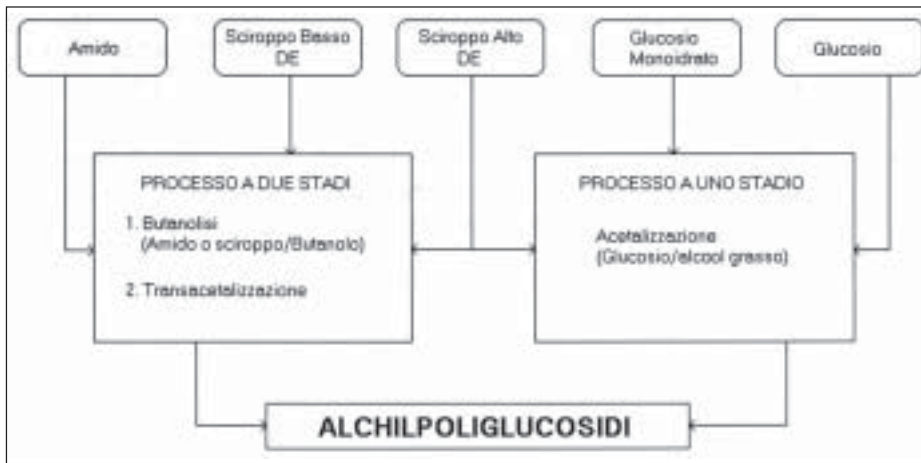 Amido
Sciroppo Basso
DE
Sciroppo Alto
DE
Glucosio
Monoidrato
Glucosio
PROCESSO A DUE STADI
1. Butanolisi
(Amido o sciroppo/Butanolo)
2. Transacetalizzazione
PROCESSO A UNO STADIO
Acetalizzazione
(Glucosio/alcool grasso)
ALCHILPOLIGLUCOSIDI